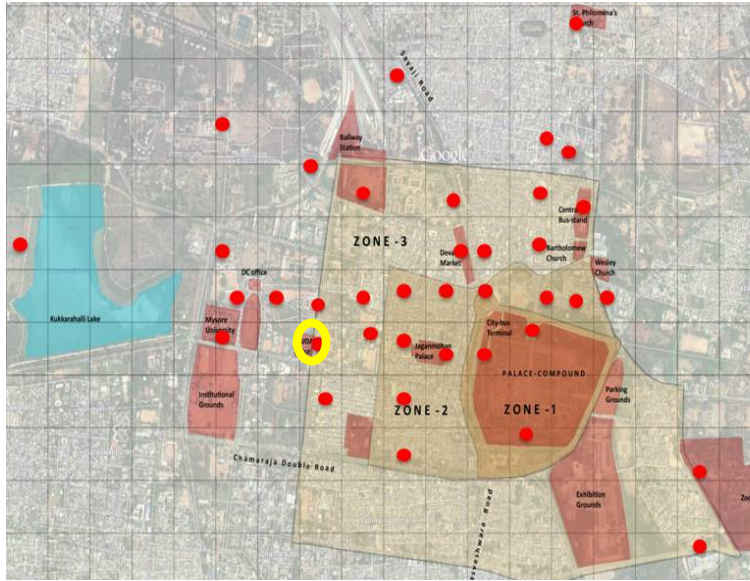 St. Philomena's
Sayaji Road
Railway
Station
Google
ZONE-3
Central
Bus-stand
Devaraja
Market
Bartholomew
Church
Wesley
Church
DC office
Kukkarahalli Lake
Mysore
University
City-bus
Terminal
Jaganmohan
Palace
PALACE-COMPOUND
Institutional
Grounds
Parking
Grounds
ZONE-2
ZONE-1
Chamaraja Double Road
Exhibition
Grounds
Road